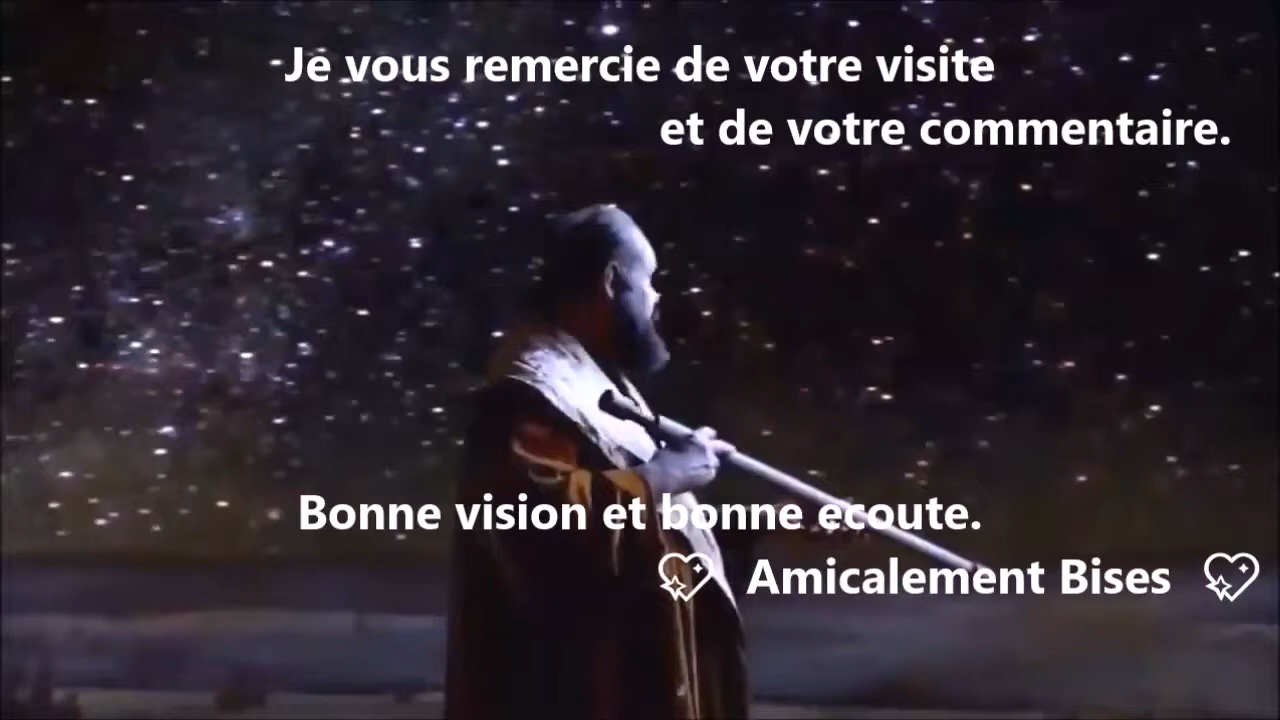 Je vous remercie de votre visite
et de votre commentaire.
Bonne vision et bonne ecoute.
💖 Amicalement Bises 💖